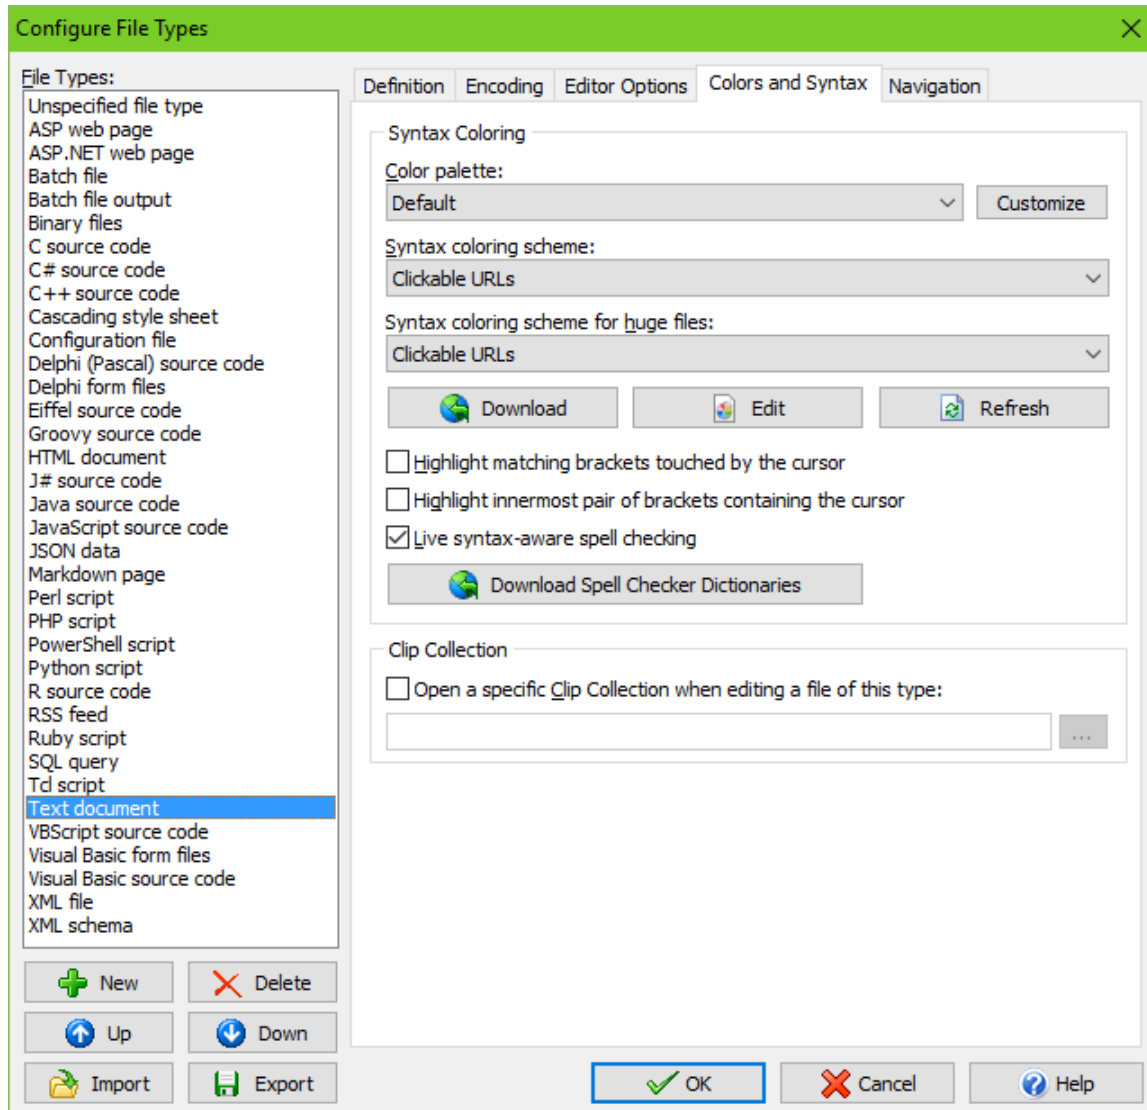 Configure File Types
File Types:
Unspecified file type
ASP web page
ASP.NET web page
Batch file
Batch file output
Binary files
C source code
C# source code
C++ source code
Cascading style sheet
Configuration file
Delphi (Pascal) source code
Delphi form files
Eiffel source code
Groovy source code
HTML document
J# source code
Java source code
JavaScript source code
JSON data
Markdown page
Perl script
PHP script
PowerShell script
Python script
R source code
RSS feed
Ruby script
SQL query
Tcl script
Text document
VBScript source code
Visual Basic form files
Visual Basic source code
XML file
XML schema
New Delete
Up Down
Import Export
Definition Encoding Editor Options Colors and Syntax Navigation
Syntax Coloring
Color palette:
Default Customize
Syntax coloring scheme:
Clickable URLs
Syntax coloring scheme for huge files:
Clickable URLs
Download Edit Refresh
Highlight matching brackets touched by the cursor
Highlight innermost pair of brackets containing the cursor
Live syntax-aware spell checking
Download Spell Checker Dictionaries
Clip Collection
Open a specific Clip Collection when editing a file of this type:
...
OK Cancel Help